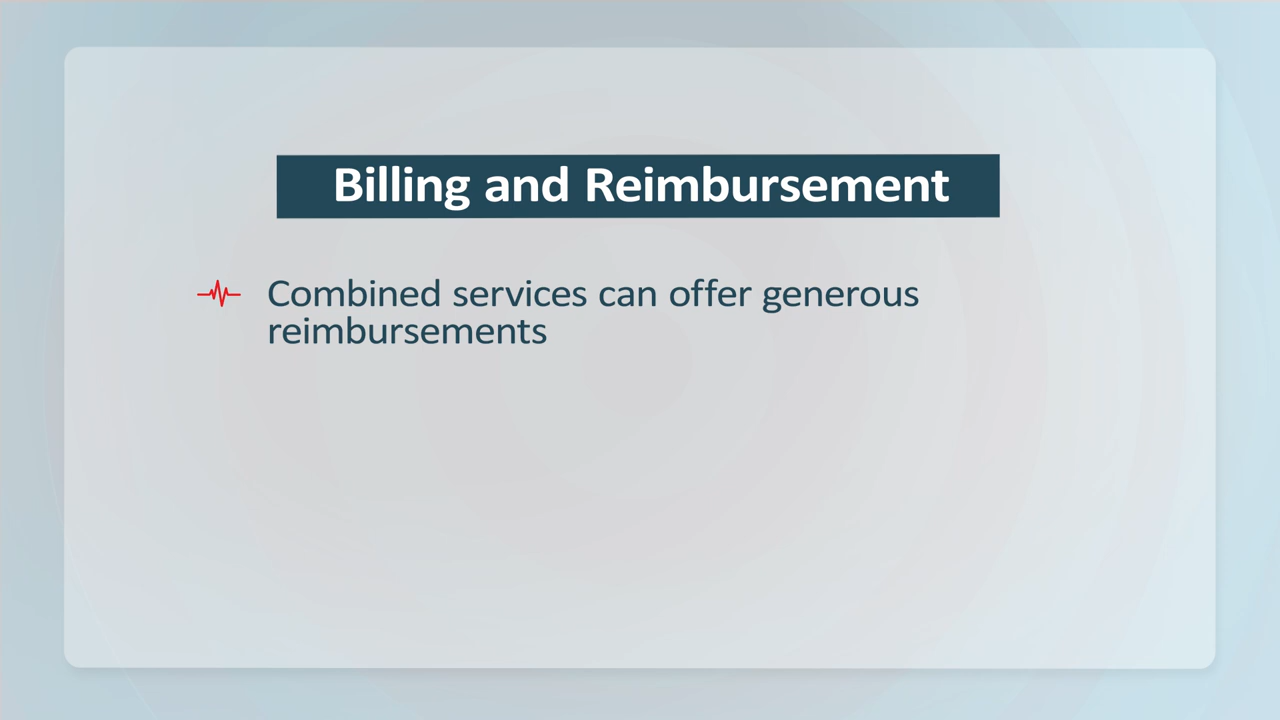 Billing and Reimbursement
Combined services can offer generous
reimbursements